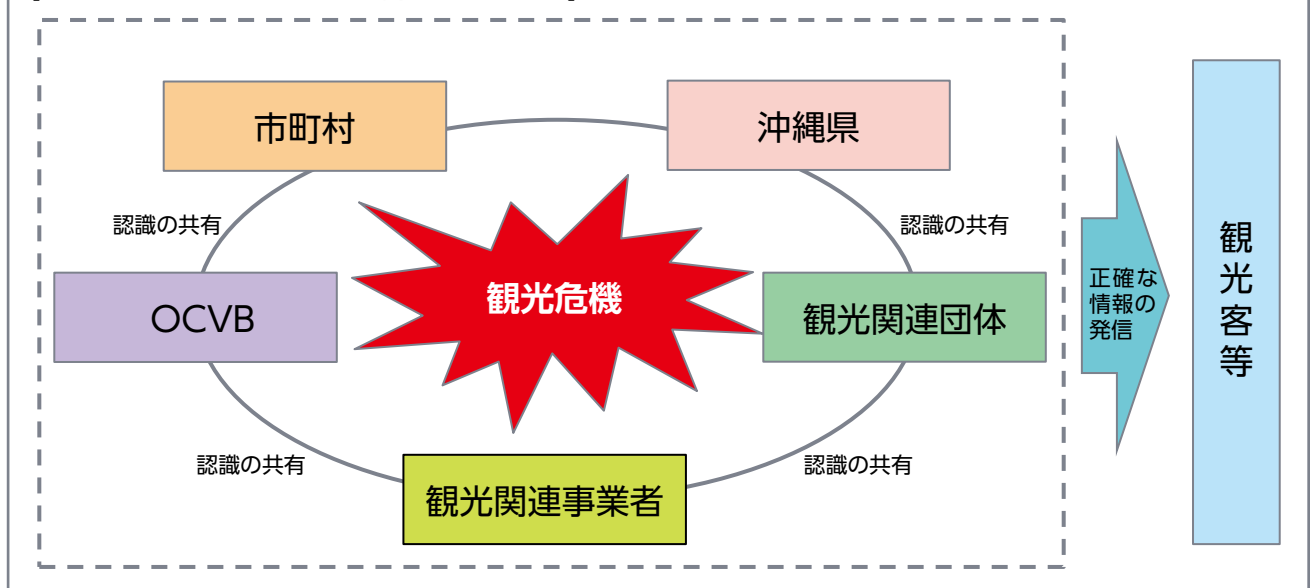 市町村
沖縄県
認識の共有
認識の共有
観光危機
OCVB
観光関連団体
正確な
情報の
発信
観光客等
認識の共有
認識の共有
観光関連事業者